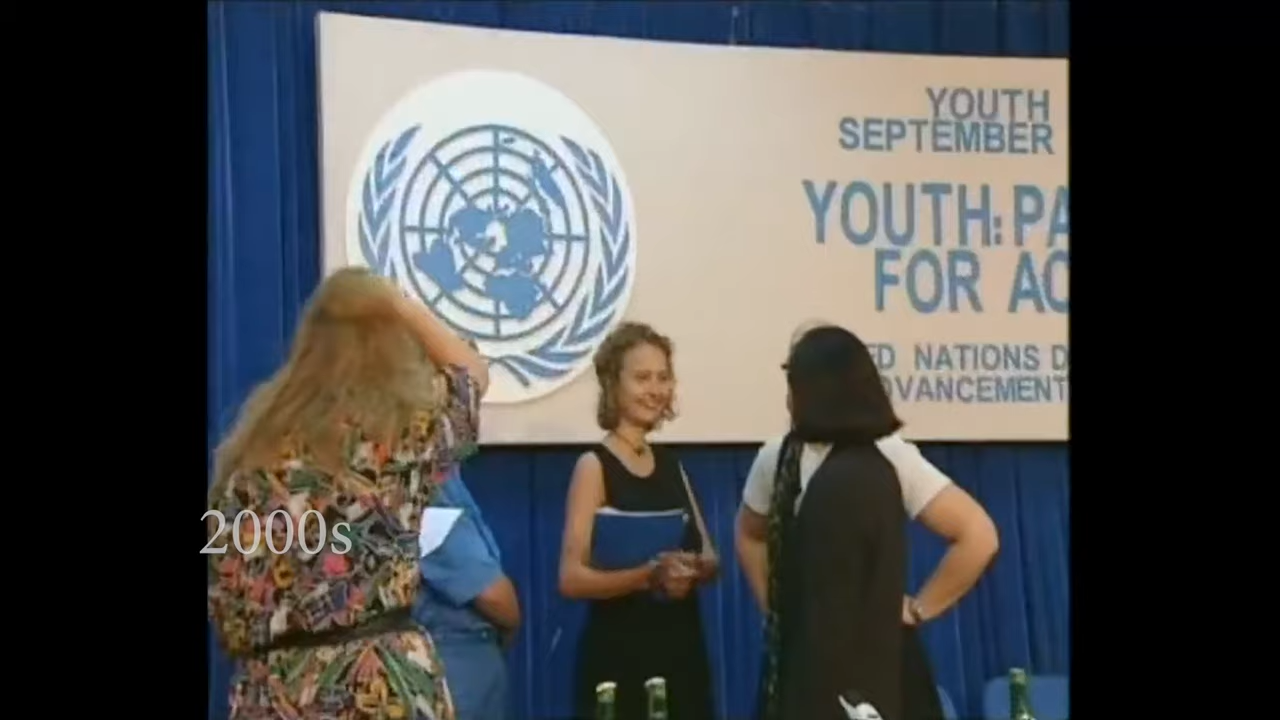 YOUTH
SEPTEMBER
YOUTH: PA
FOR AC
ED NATIONS D
DVANCEMENT
2000s